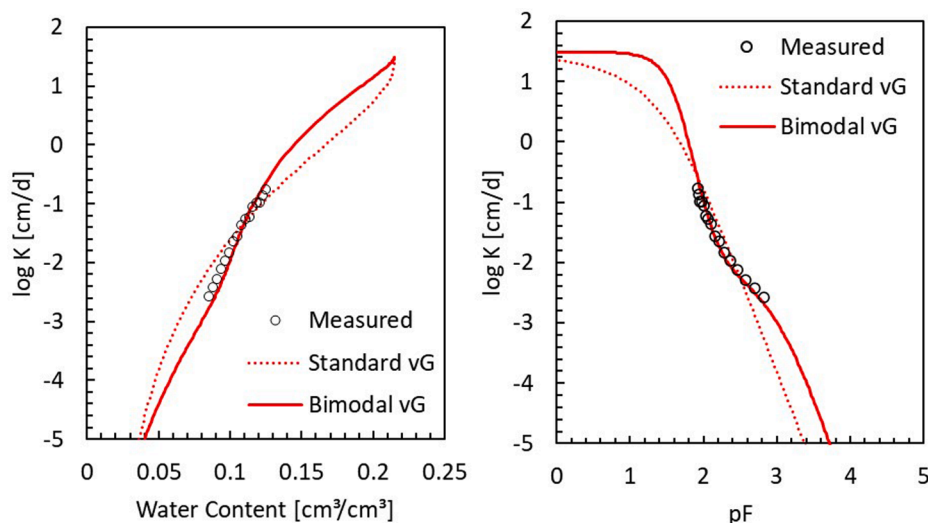 2
1
0
-1
-2
-3
-4
-5
log K [cm/d]
Measured
Standard vG
Bimodal vG
0
0.05
0.1
0.15
0.2
0.25
Water Content [cm³/cm³]
2
1
0
-1
-2
-3
-4
-5
log K [cm/d]
Measured
Standard vG
Bimodal vG
0
1
2
3
4
5
pF